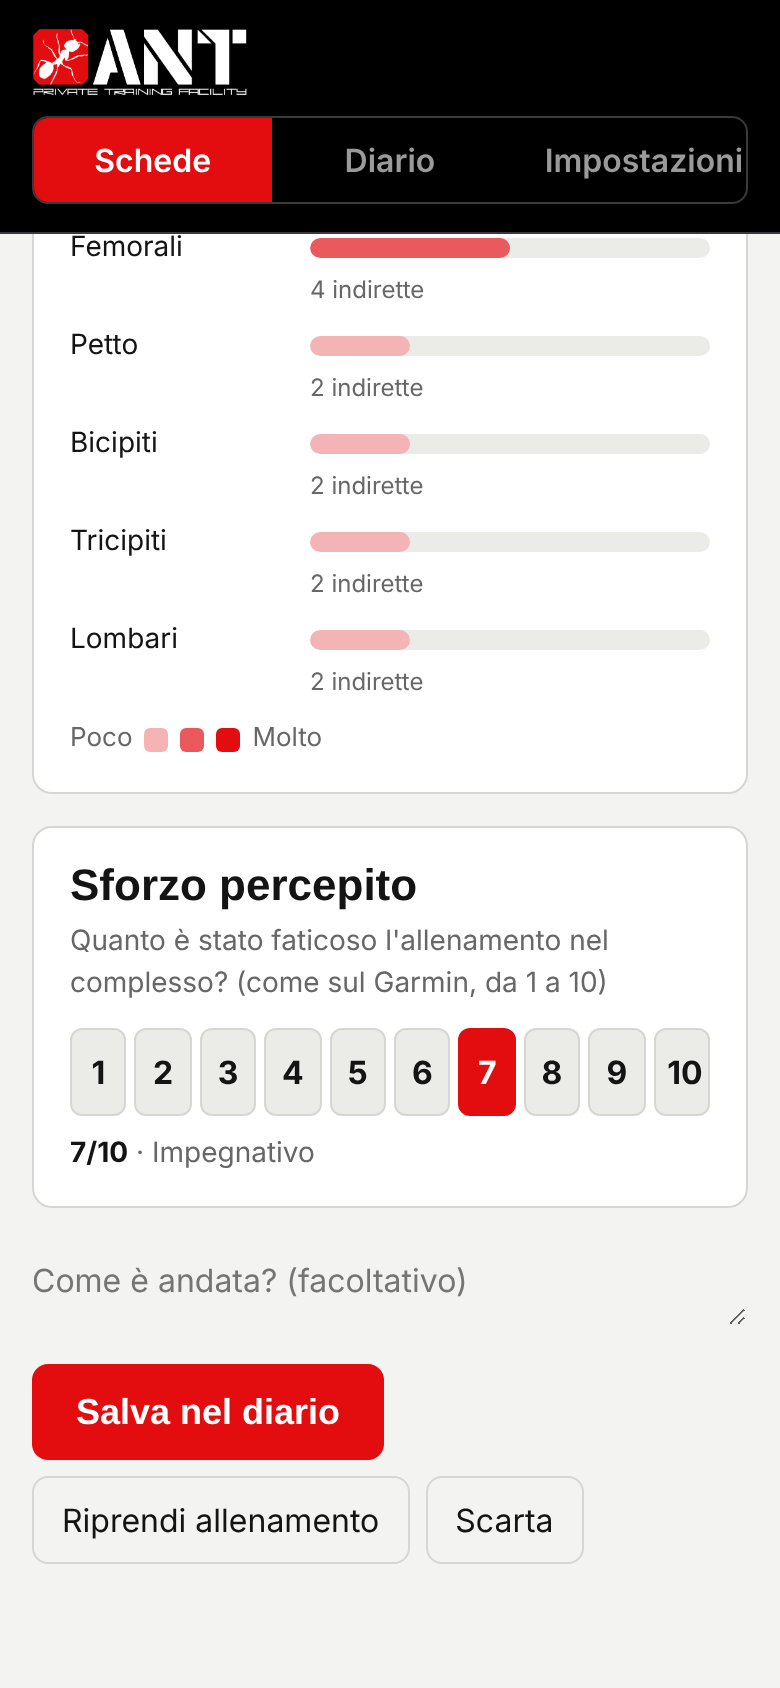 ANT
PRIVATE TRAINING FACILITY
Schede
Diario
Impostazioni
Femorali
4 indirette
Petto
2 indirette
Bicipiti
2 indirette
Tricipiti
2 indirette
Lombari
2 indirette
Poco Molto
Sforzo percepito
Quanto è stato faticoso l'allenamento nel
complesso? (come sul Garmin, da 1 a 10)
1 2 3 4 5 6 7 8 9 10
7/10 · Impegnativo
Come è andata? (facoltativo)
Salva nel diario
Riprendi allenamento
Scarta